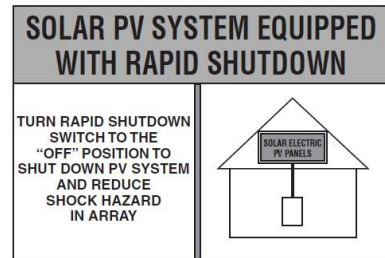 SOLAR PV SYSTEM EQUIPPED
WITH RAPID SHUTDOWN
TURN RAPID SHUTDOWN
SWITCH TO THE
“OFF” POSITION TO
SHUT DOWN PV SYSTEM
AND REDUCE
SHOCK HAZARD
IN ARRAY
SOLAR ELECTRIC
PV PANELS